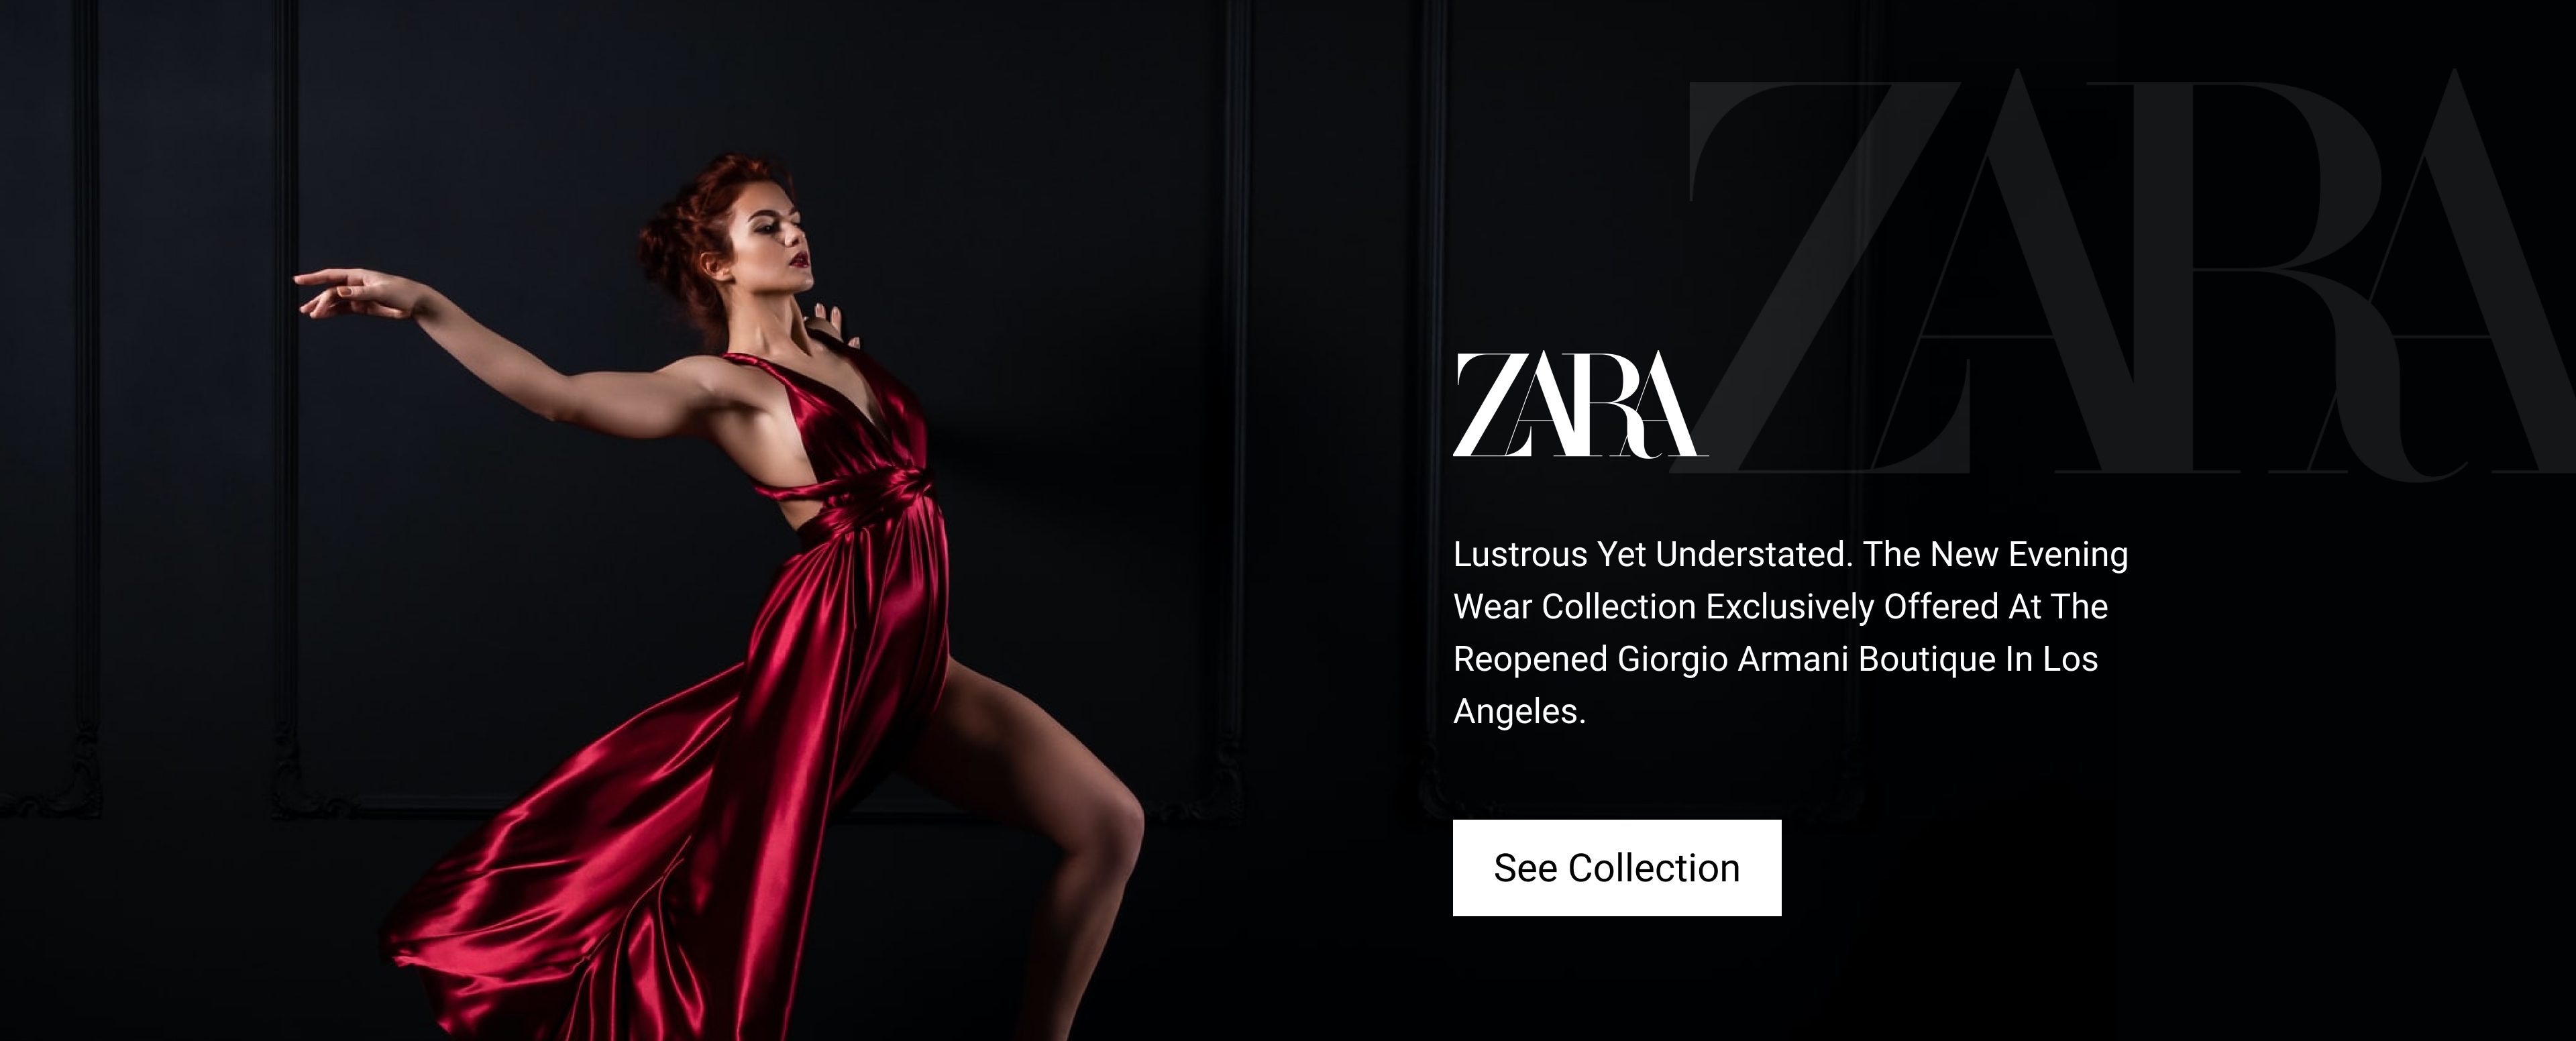 ZARA
ZARA
Lustrous Yet Understated. The New Evening
Wear Collection Exclusively Offered At The
Reopened Giorgio Armani Boutique In Los
Angeles.
See Collection